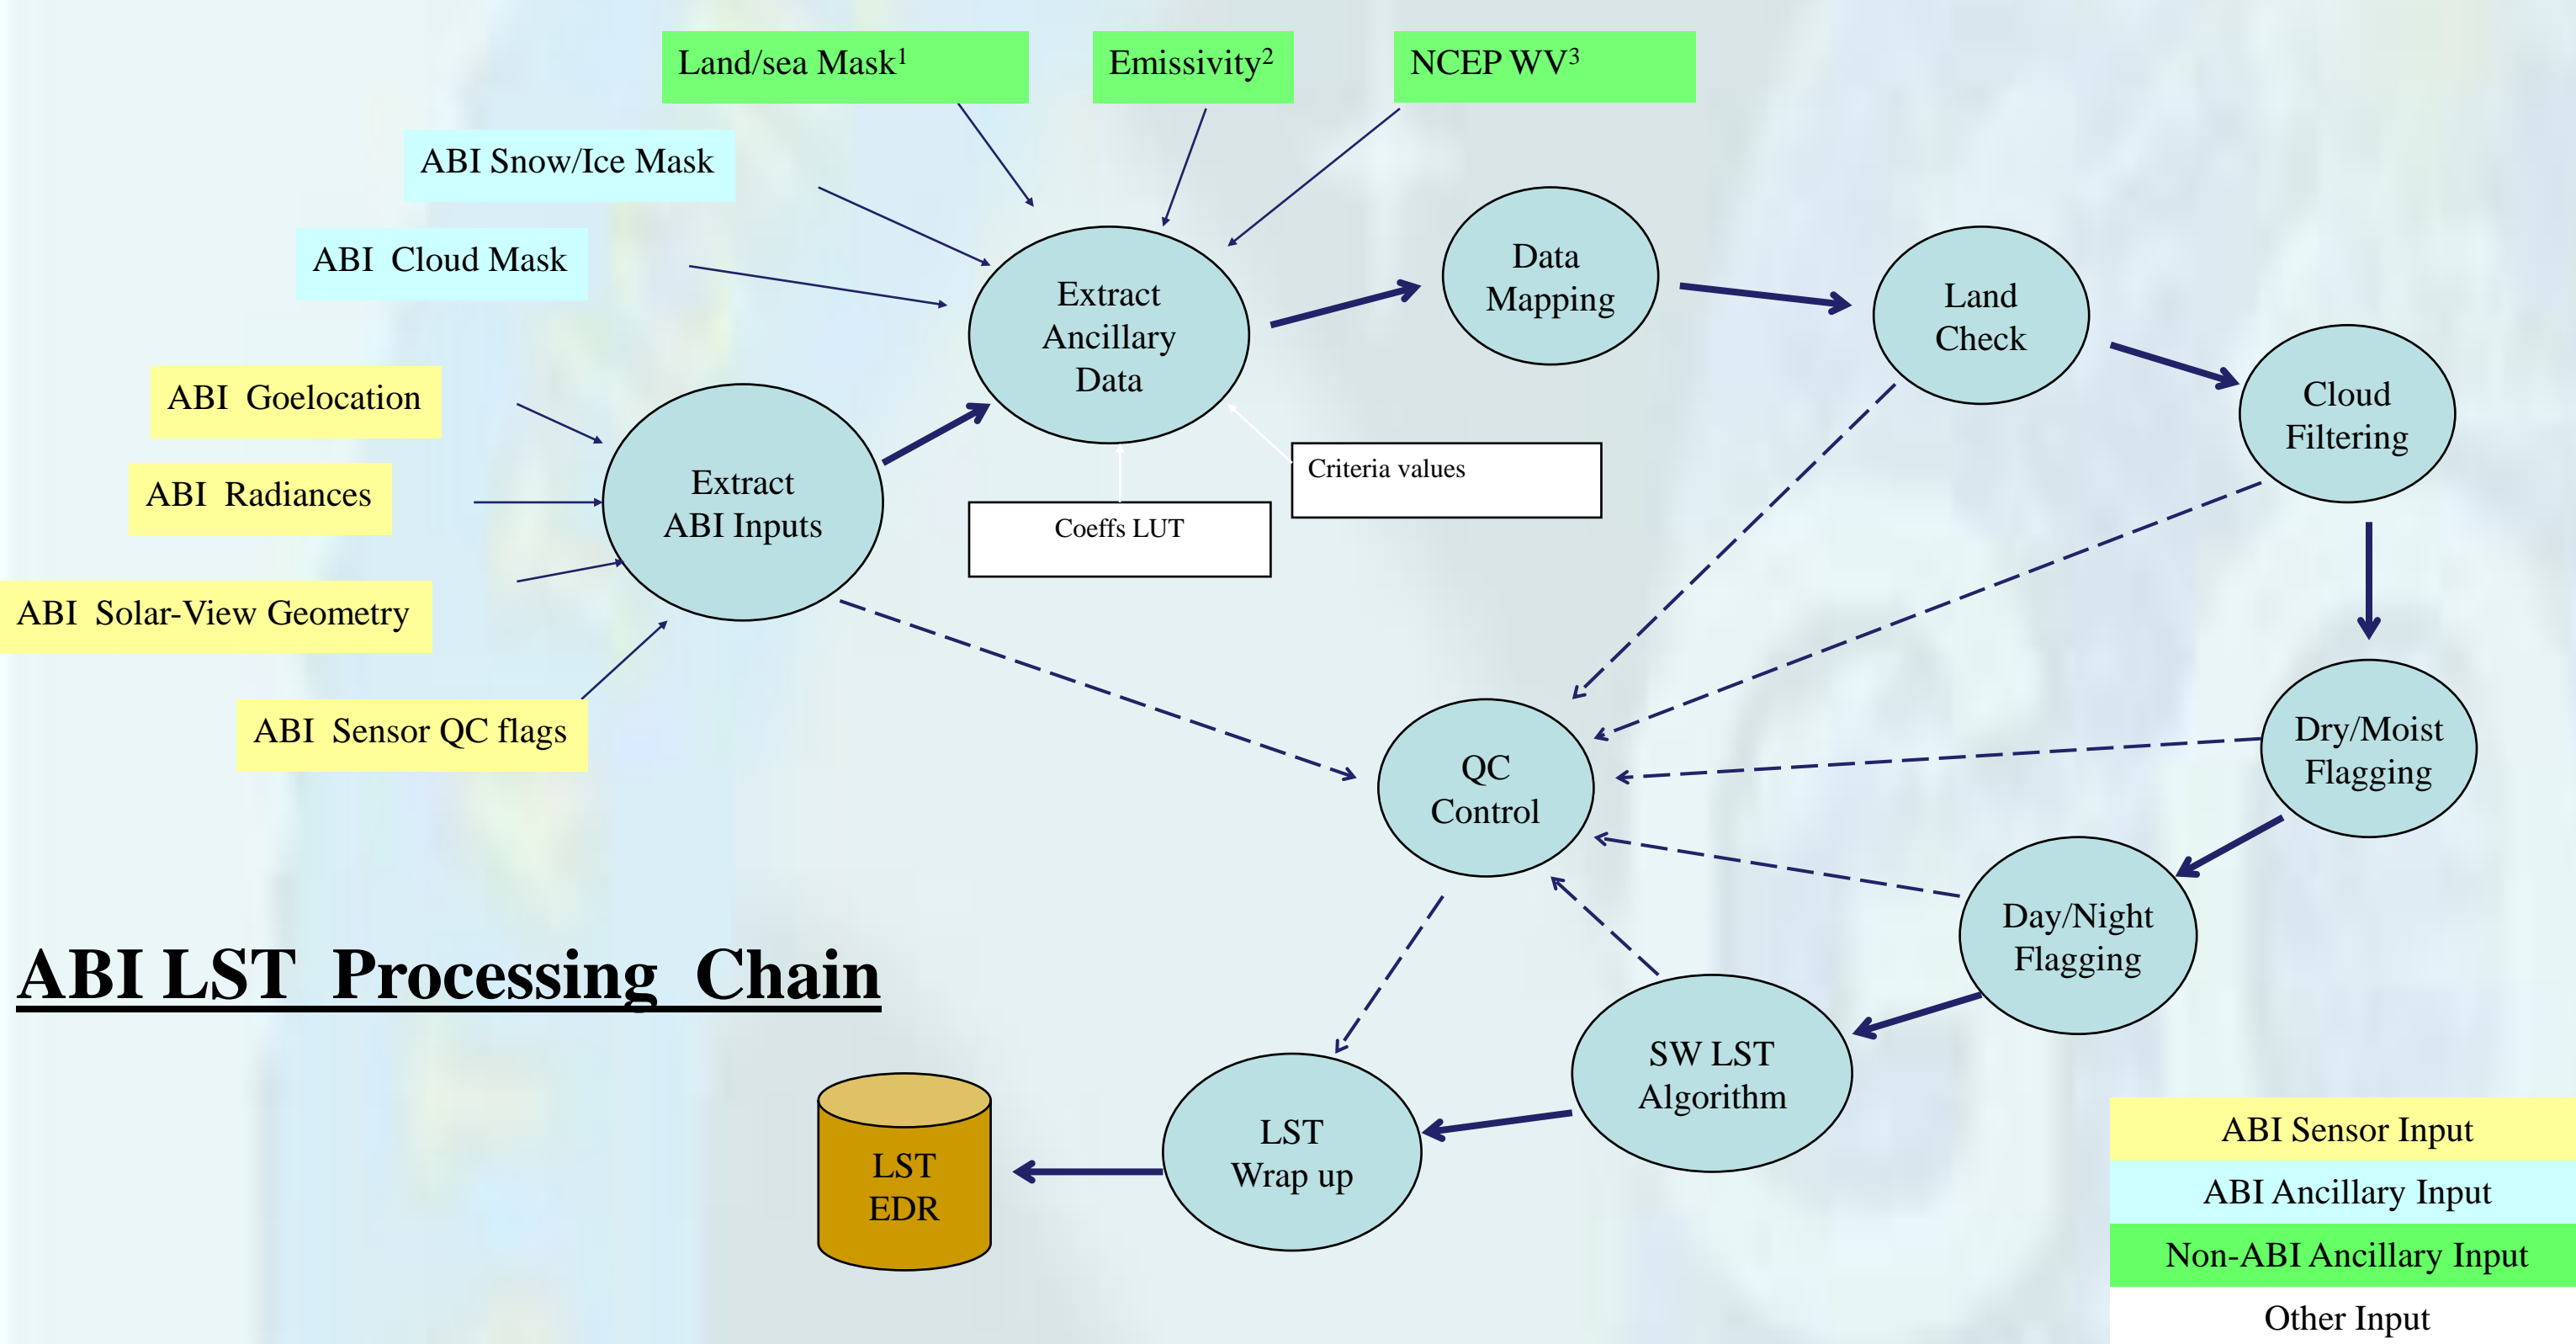 Land/sea Mask¹
Emissivity²
NCEP WV³
ABI Snow/Ice Mask
ABI  Cloud Mask
ABI  Goelocation
ABI  Radiances
ABI  Solar-View Geometry
ABI  Sensor QC flags
Extract
ABI Inputs
Extract
Ancillary
Data
Coeffs LUT
Criteria values
Data
Mapping
Land
Check
Cloud
Filtering
Dry/Moist
Flagging
Day/Night
Flagging
QC
Control
SW LST
Algorithm
LST
Wrap up
LST
EDR
ABI LST  Processing  Chain
ABI Sensor Input
ABI Ancillary Input
Non-ABI Ancillary Input
Other Input